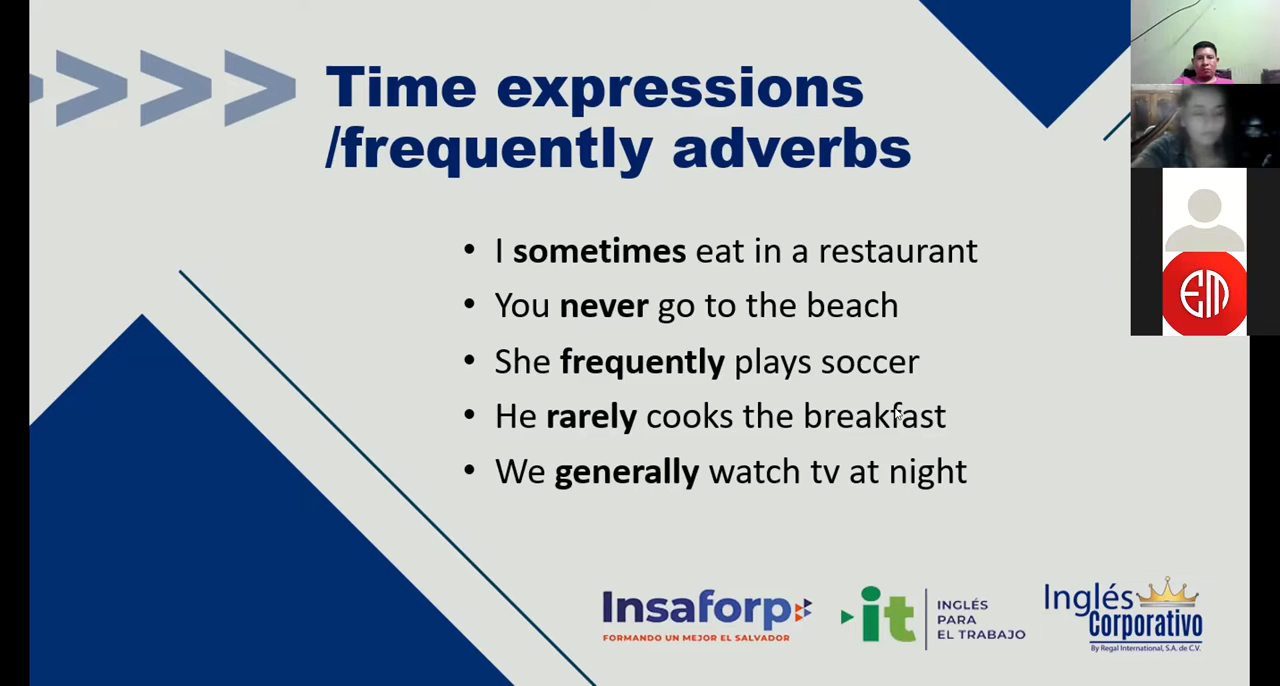 Time expressions
/frequently adverbs
• I sometimes eat in a restaurant
• You never go to the beach
• She frequently plays soccer
• He rarely cooks the breakfast
• We generally watch tv at night
Insaforp
FORMANDO UN MEJOR EL SALVADOR
it
INGLÉS
PARA
EL TRABAJO
Inglés
Corporativo
By Regal International, S.A. de C.V.
EM